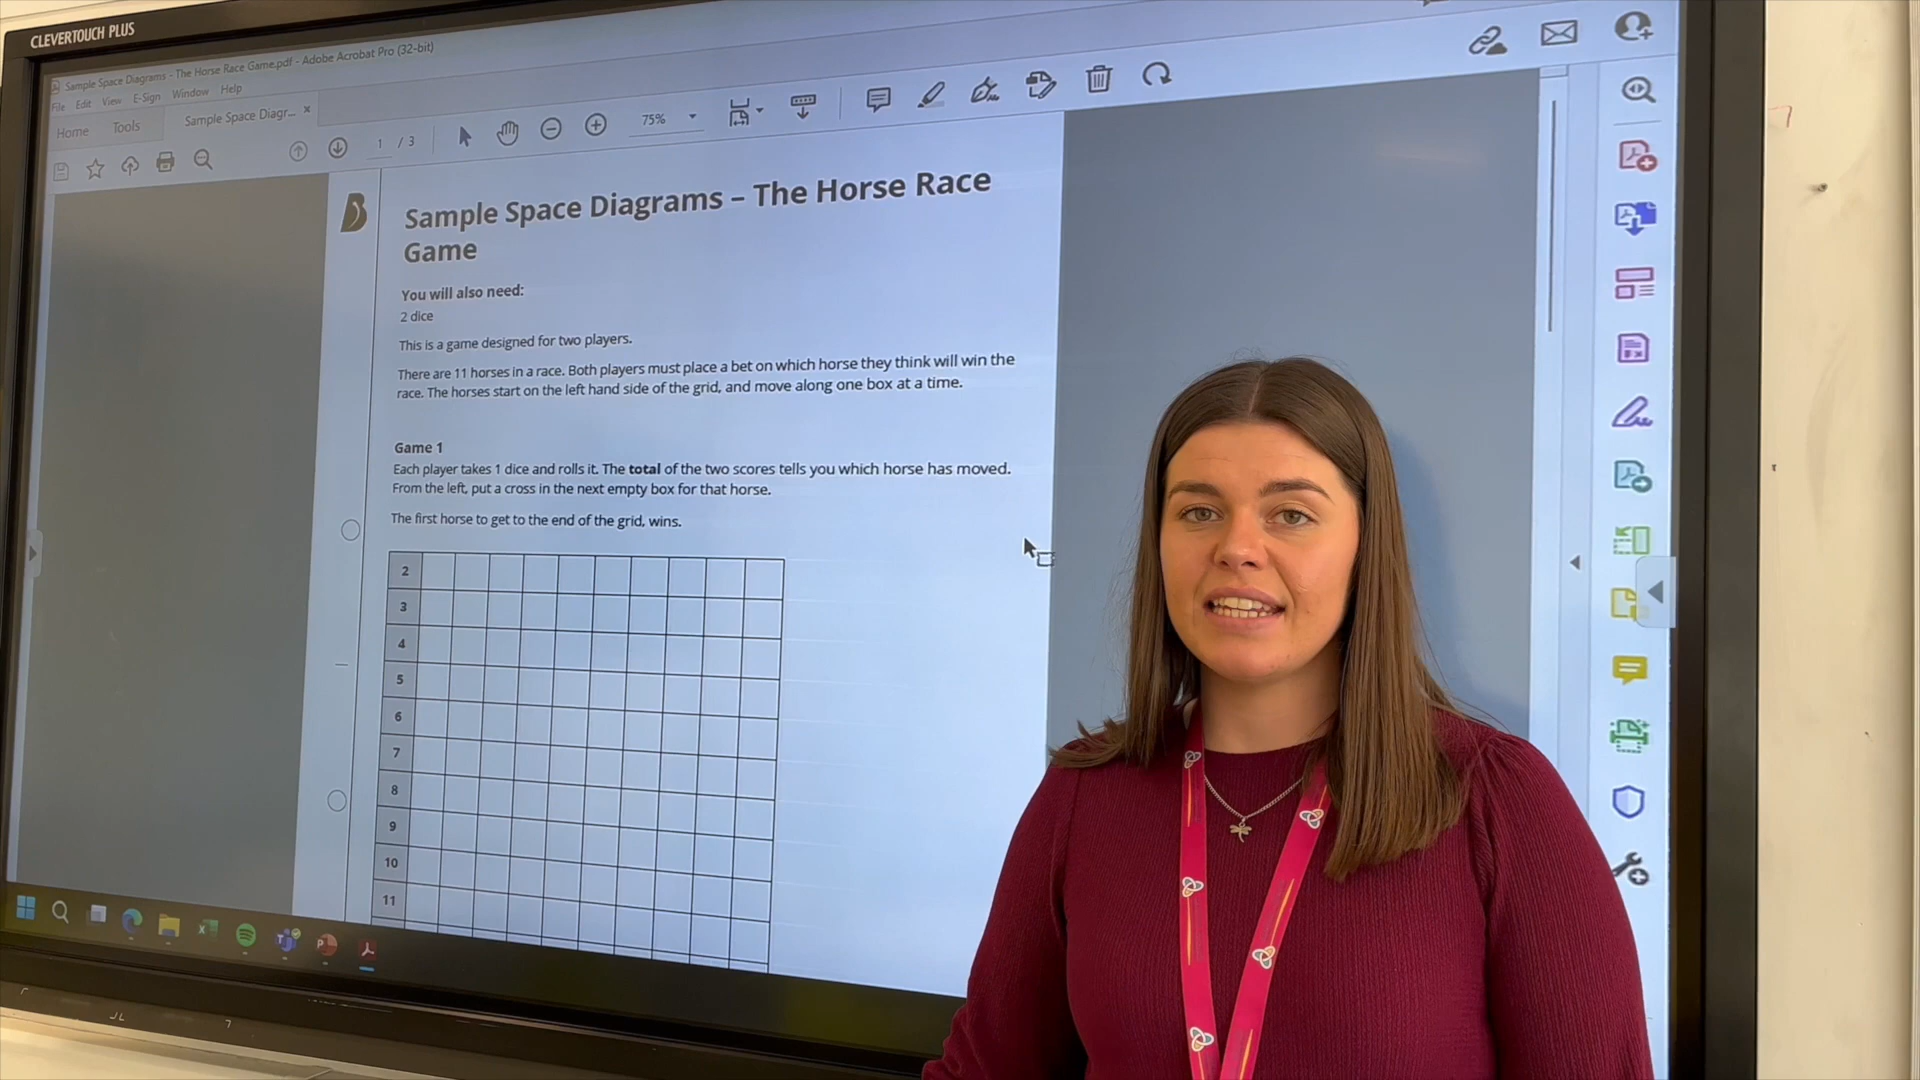 CLEVERTOUCH PLUS
Sample Space Diagrams - The Horse Race Game.pdf - Adobe Acrobat Pro (32-bit)
File Edit View E-Sign Window Help
Home Tools Sample Space Diagr... ×
1 / 3 75%
Sample Space Diagrams – The Horse Race
Game
You will also need:
2 dice
This is a game designed for two players.
There are 11 horses in a race. Both players must place a bet on which horse they think will win the
race. The horses start on the left hand side of the grid, and move along one box at a time.
Game 1
Each player takes 1 dice and rolls it. The total of the two scores tells you which horse has moved.
From the left, put a cross in the next empty box for that horse.
The first horse to get to the end of the grid, wins.
2
3
4
5
6
7
8
9
10
11